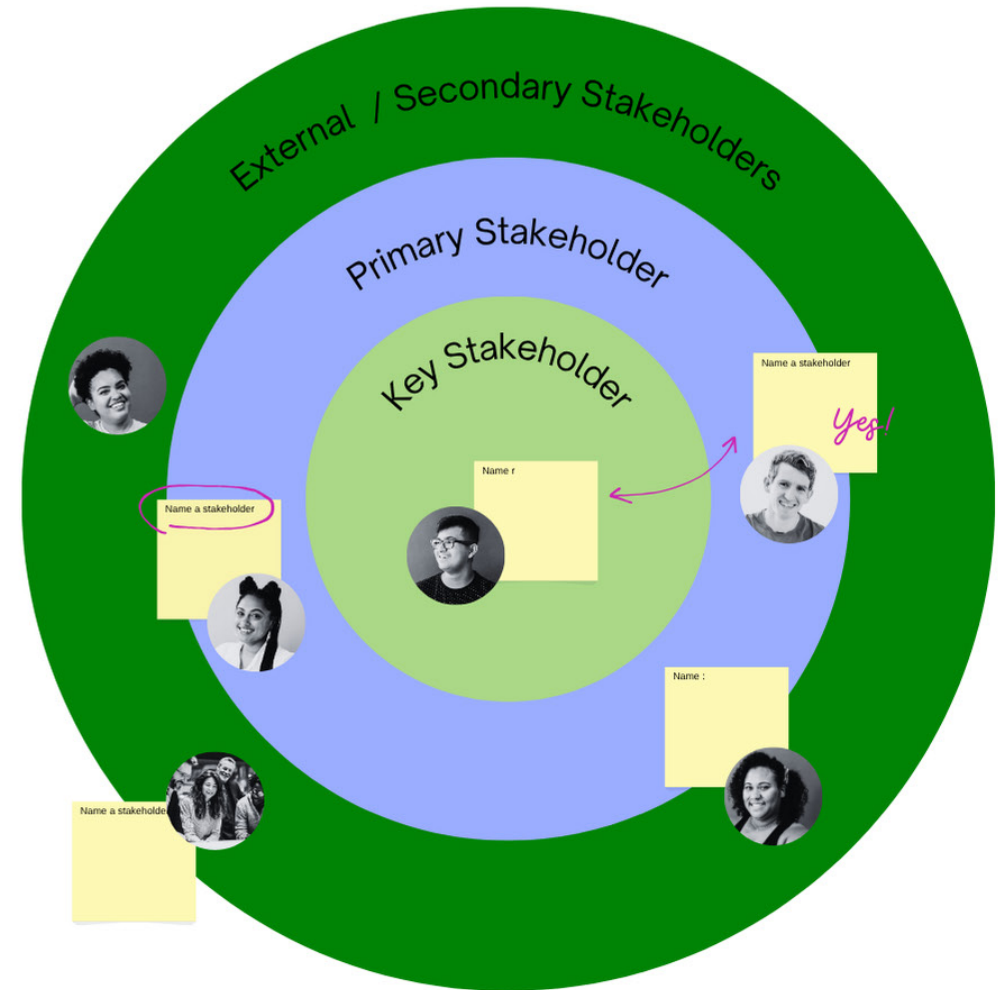 External / Secondary Stakeholders
Primary Stakeholder
Key Stakeholder
Name a stakeholder
Yes!
Name r
Name a stakeholder
Name :
Name a stakeholde